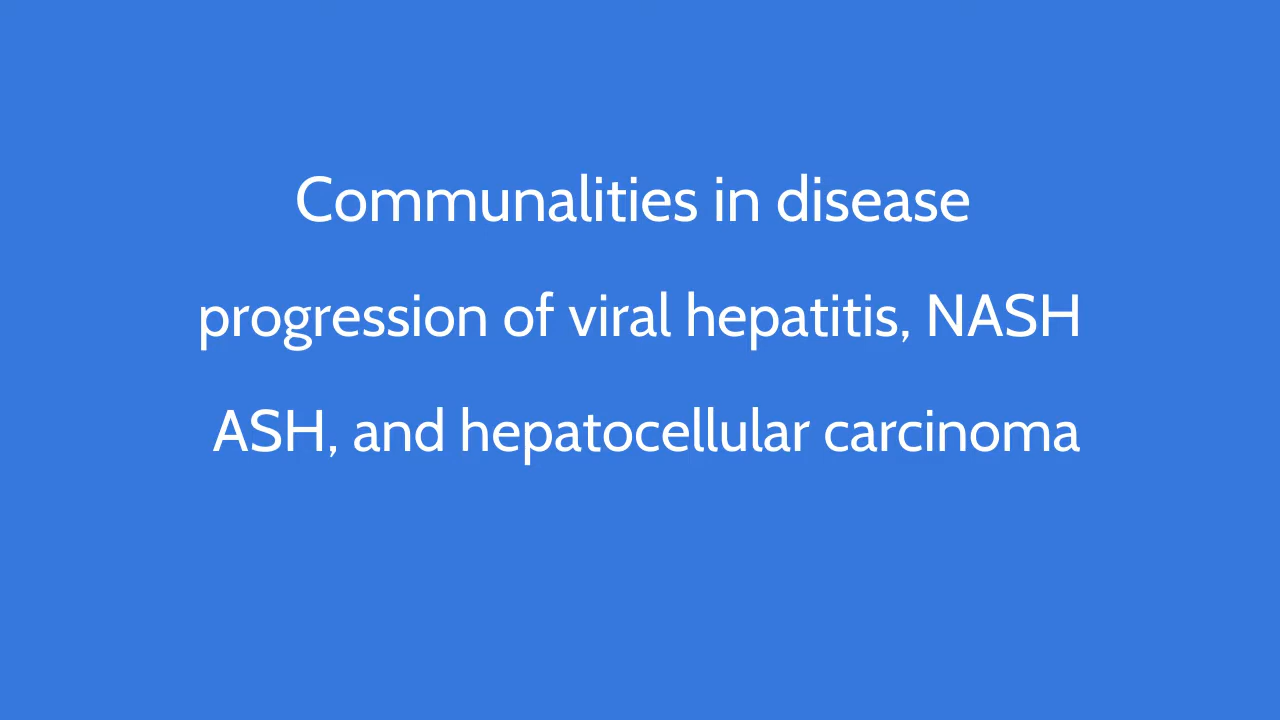 Communalities in disease
progression of viral hepatitis, NASH
ASH, and hepatocellular carcinoma